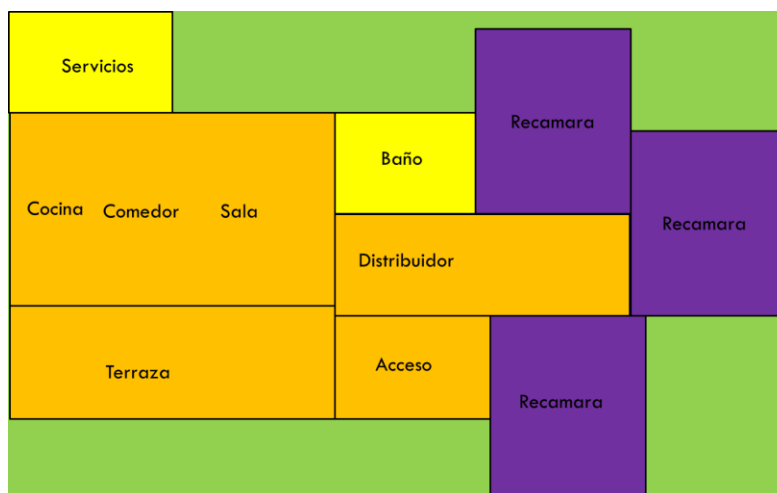 Servicios
Recamara
Baño
Cocina Comedor Sala
Recamara
Distribuidor
Terraza
Acceso
Recamara